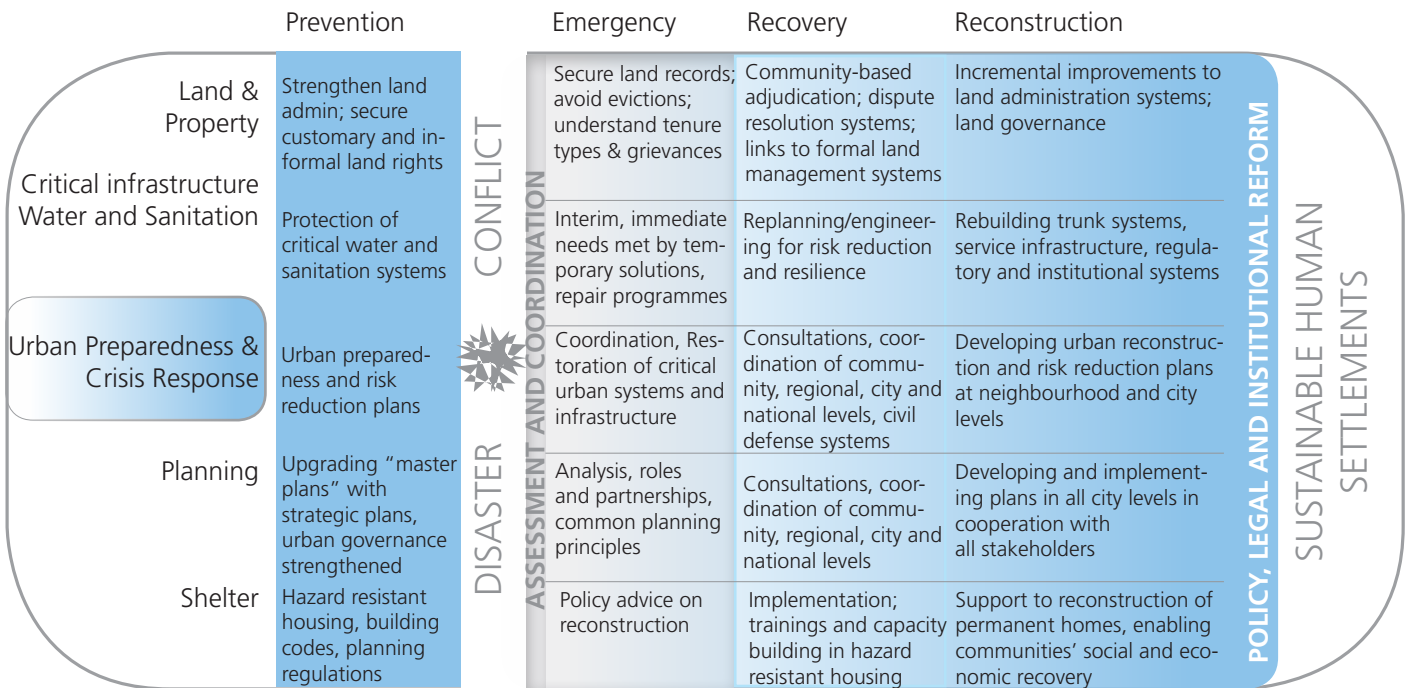 Prevention
Emergency
Recovery
Reconstruction
Land &
Property
Strengthen land
admin; secure
customary and in-
formal land rights
Secure land records;
avoid evictions;
understand tenure
types & grievances
Community-based
adjudication; dispute
resolution systems;
links to formal land
management systems
Incremental improvements to
land administration systems;
land governance
Critical infrastructure
Water and Sanitation
Protection of
critical water and
sanitation systems
Interim, immediate
needs met by tem-
porary solutions,
repair programmes
Replanning/engineer-
ing for risk reduction
and resilience
Rebuilding trunk systems,
service infrastructure, regula-
tory and institutional systems
Urban Preparedness &
Crisis Response
Urban prepared-
ness and risk
reduction plans
Coordination, Res-
toration of critical
urban systems and
infrastructure
Consultations, coor-
dination of commu-
nity, regional, city and
national levels, civil
defense systems
Developing urban reconstruc-
tion and risk reduction plans
at neighbourhood and city
levels
Planning
Upgrading “master
plans” with
strategic plans,
urban governance
strengthened
Analysis, roles
and partnerships,
common planning
principles
Consultations, coor-
dination of commu-
nity, regional, city and
national levels
Developing and implement-
ing plans in all city levels in
cooperation with
all stakeholders
Shelter
Hazard resistant
housing, building
codes, planning
regulations
Policy advice on
reconstruction
Implementation;
trainings and capacity
building in hazard
resistant housing
Support to reconstruction of
permanent homes, enabling
communities’ social and eco-
nomic recovery
CONFLICT
DISASTER
ASSESSMENT AND COORDINATION
POLICY, LEGAL AND INSTITUTIONAL REFORM
SUSTAINABLE HUMAN
SETTLEMENTS